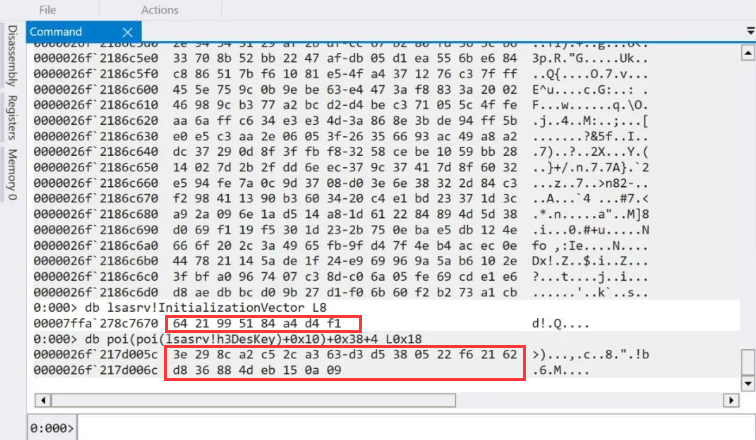 File Actions
Command
Disassembly
Registers
Memory 0
0000026f`2186c5e0 33 70 8b 52 bb 22 47 af-db 05 d1 ea 55 6b e6 84 3p.R."G.....Uk..
0000026f`2186c5f0 c8 86 51 7b f6 10 81 e5-4f a4 37 12 76 c3 7f ff ..Q{....O.7.v...
0000026f`2186c600 45 5e 75 9c 0b 9e be 63-e4 47 3a f8 83 3a 20 02 E^u....c.G:..: .
0000026f`2186c610 46 98 9c b3 77 a2 bc d2-d4 be c3 71 05 5c 4f fe F...w......q.\O.
0000026f`2186c620 aa 6a ff c6 34 e3 e3 4d-3a 86 8e 3b de 94 ff 5b .j..4..M:..;...[
0000026f`2186c630 e0 e5 c3 aa 2e 06 05 3f-26 35 66 93 ac 49 a8 a2 .......?&5f..I..
0000026f`2186c640 dc 37 29 0d 8f 3f fb f8-32 58 ce be 10 59 bb 28 .7)..?..2X...Y.(
0000026f`2186c650 14 02 7d 2b 2f dd 6e ec-37 9c 37 41 7d 8f 60 32 ..}+/.n.7.7A}.`2
0000026f`2186c660 e5 94 fe 7a 0c 9d 37 08-d0 3e 6e 38 32 2d 84 c3 ...z..7..>n82-..
0000026f`2186c670 f2 98 41 13 90 b3 60 34-20 c4 e1 bd 23 37 1d 3c ..A...`4 ...#7.<
0000026f`2186c680 a9 2a 09 6e 1a d5 14 a8-1d 61 22 84 89 4d 5d 38 .*.n.....a"..M]8
0000026f`2186c690 d0 69 f1 19 f5 30 1d 23-2b 75 0e ba e5 db 12 4e .i...0.#+u.....N
0000026f`2186c6a0 66 6f 20 2c 3a 49 65 fb-9f d4 7f 4e b4 ac ec 0e fo ,:Ie....N....
0000026f`2186c6b0 44 78 21 14 5a de 1f 24-e9 69 96 9a 5a b6 10 2e Dx!.Z..$.i..Z...
0000026f`2186c6c0 3f bf a0 96 74 07 c3 8d-c0 6a 05 fe 69 cd e1 e6 ?...t....j..i...
0000026f`2186c6d0 d8 ae db bc d0 9b 27 d1-f0 6b 60 f2 b2 73 a1 cb ......'..k`..s..
0:000> db lsasrv!InitializationVector L8
00007ffa`278c7670 64 21 99 51 84 a4 d4 f1 d!.Q....
0:000> db poi(poi(lsasrv!h3DesKey)+0x10)+0x38+4 L0x18
0000026f`217d005c 3e 29 8c a2 c5 2c a3 63-d3 d5 38 05 22 f6 21 62 >)...,.c..8.".!b
0000026f`217d006c d8 36 88 4d eb 15 0a 09 .6.M....
0:000>